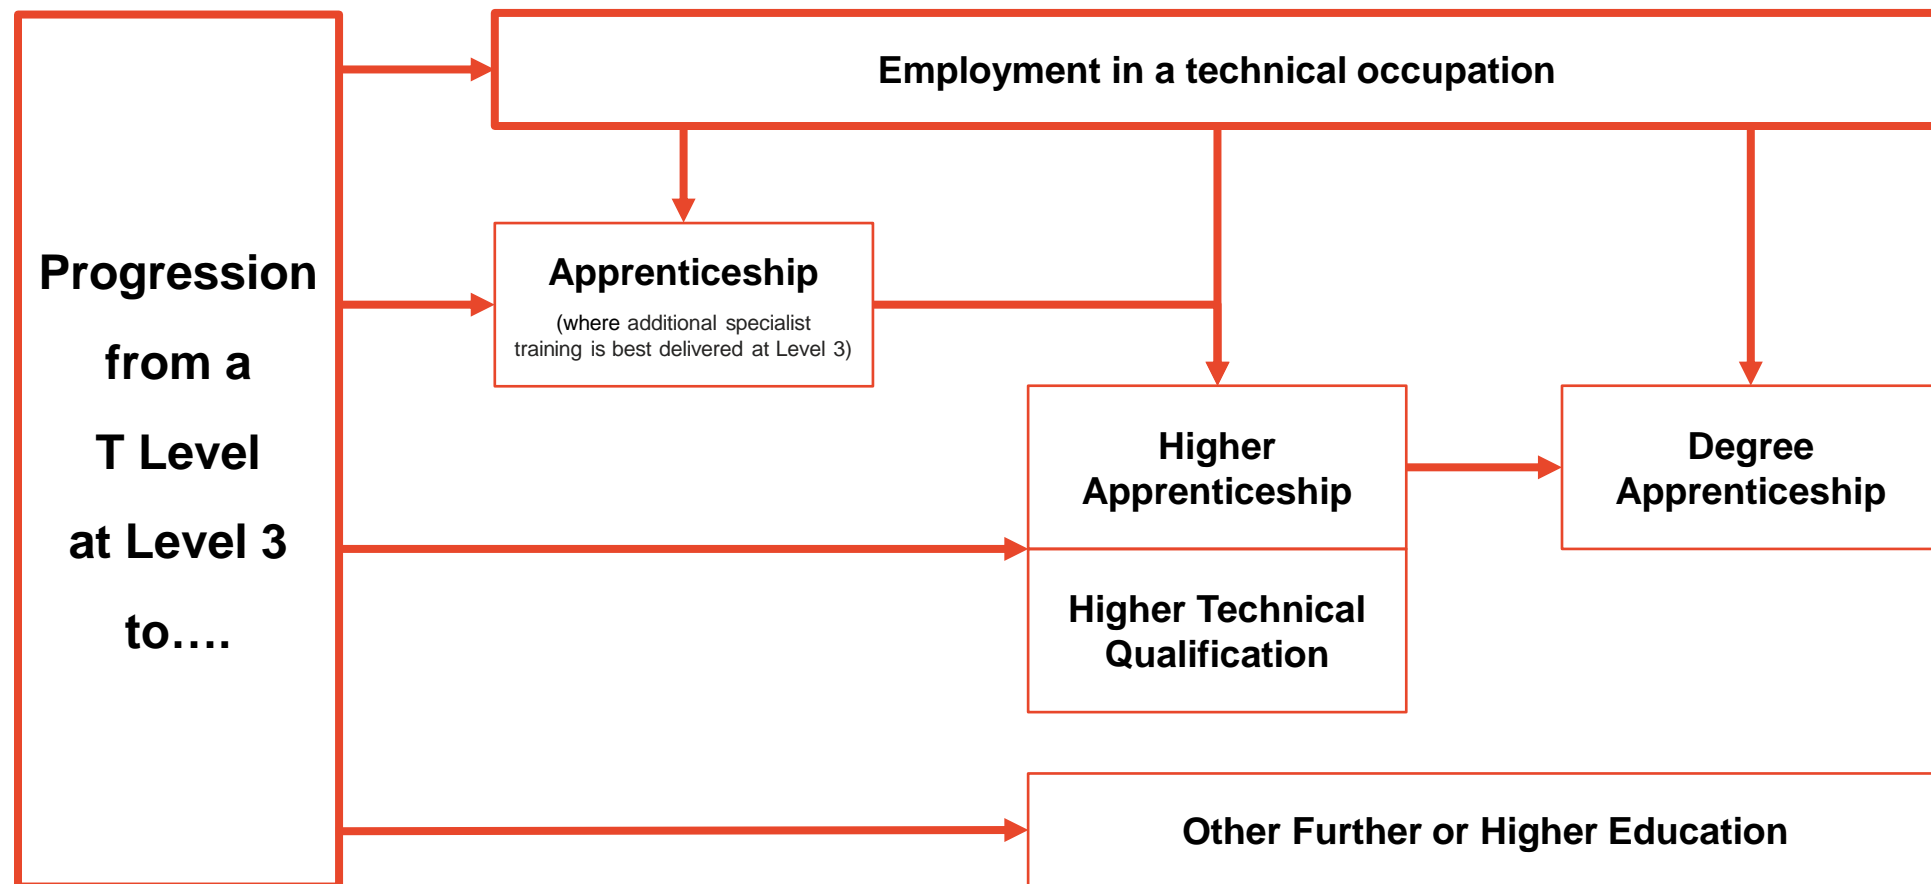 Progression
from a
T Level
at Level 3
to….
Employment in a technical occupation
Apprenticeship
(where additional specialist
training is best delivered at Level 3)
Higher
Apprenticeship
Degree
Apprenticeship
Higher Technical
Qualification
Other Further or Higher Education